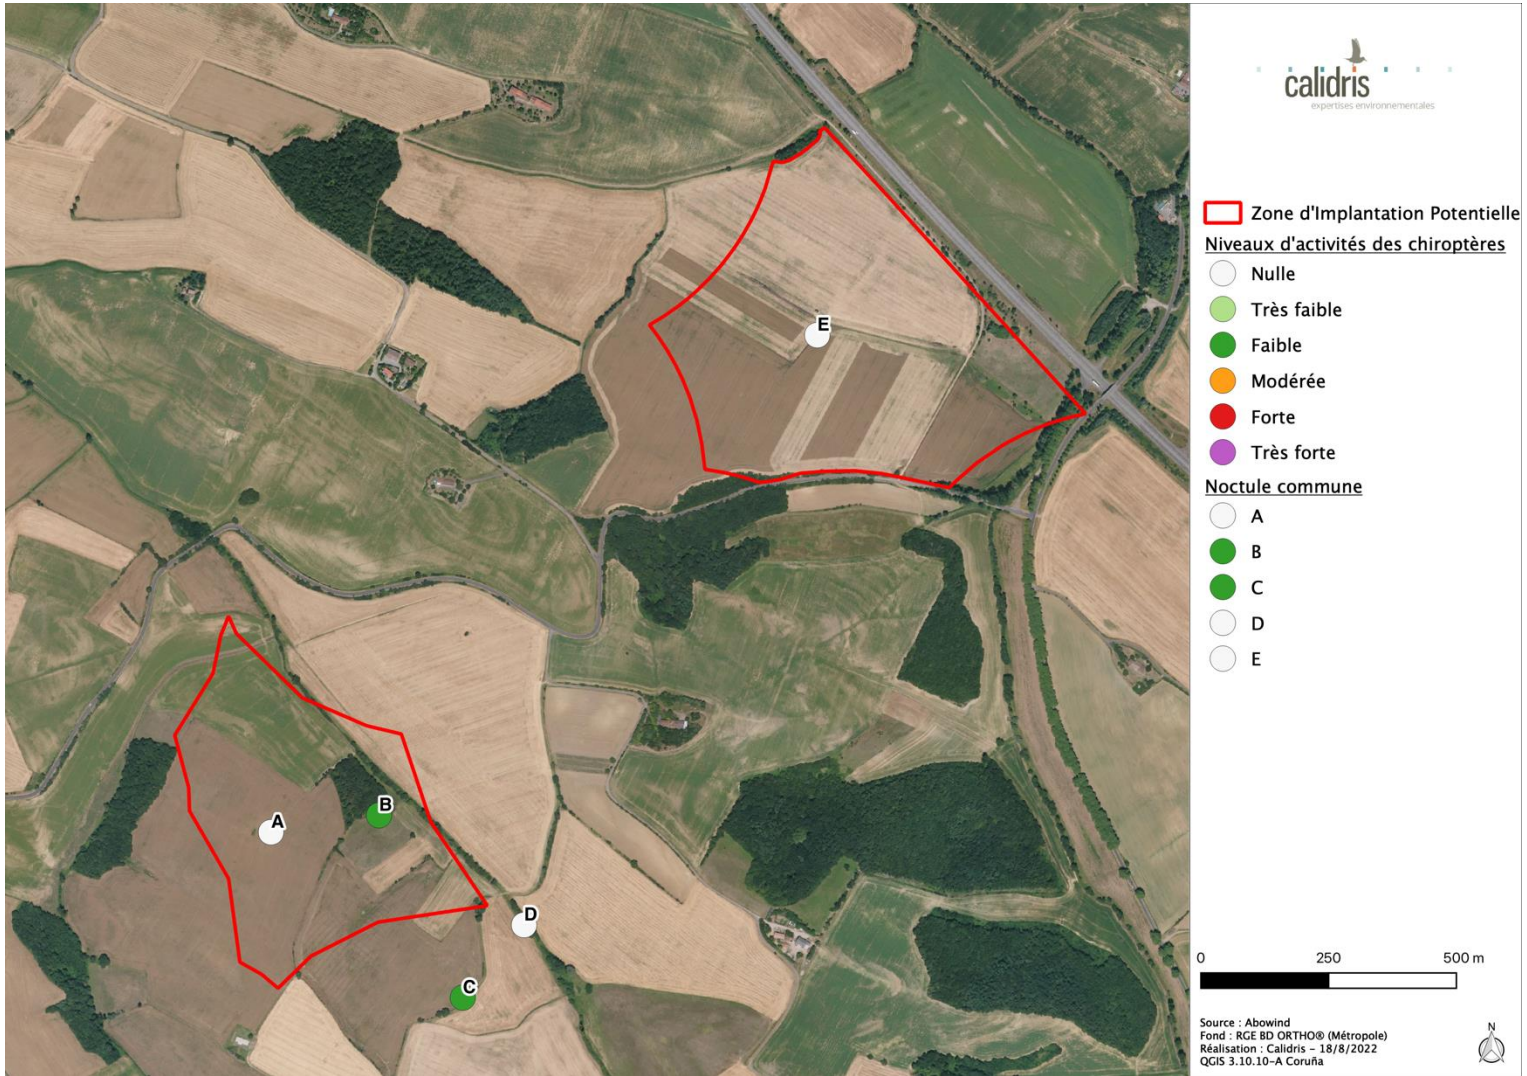 calidris
expertises environnementales
Zone d'Implantation Potentielle
Niveaux d'activités des chiroptères
Nulle
Très faible
Faible
Modérée
Forte
Très forte
Noctule commune
A
B
C
D
E
E
B
A
D
C
0 250 500 m
Source : Abowind
Fond : RGE BD ORTHO® (Métropole)
Réalisation : Calidris - 18/8/2022
QGIS 3.10.10-A Coruña
N